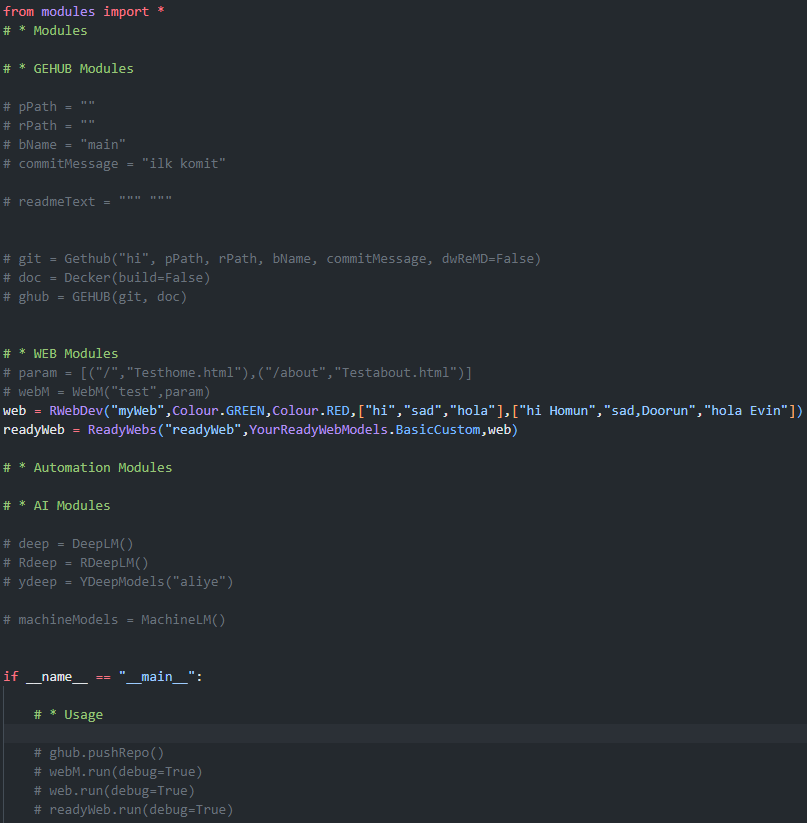 from modules import *
# * Modules
# * GEHUB Modules
# pPath = ""
# rPath = ""
# bName = "main"
# commitMessage = "ilk komit"
# readmeText = """ """
# git = Gethub("hi", pPath, rPath, bName, commitMessage, dwReMD=False)
# doc = Decker(build=False)
# ghub = GEHUB(git, doc)
# * WEB Modules
# param = [("/","Testhome.html"),("/about","Testabout.html")]
# webM = WebM("test",param)
web = RWebDev("myWeb",Colour.GREEN,Colour.RED,["hi","sad","hola"],["hi Homun","sad,Doorun","hola Evin"])
readyWeb = ReadyWebs("readyWeb",YourReadyWebModels.BasicCustom,web)
# * Automation Modules
# * AI Modules
# deep = DeepLM()
# Rdeep = RDeepLM()
# ydeep = YDeepModels("aliye")
# machineModels = MachineLM()
if __name__ == "__main__":
    # * Usage
    # ghub.pushRepo()
    # webM.run(debug=True)
    # web.run(debug=True)
    # readyWeb.run(debug=True)